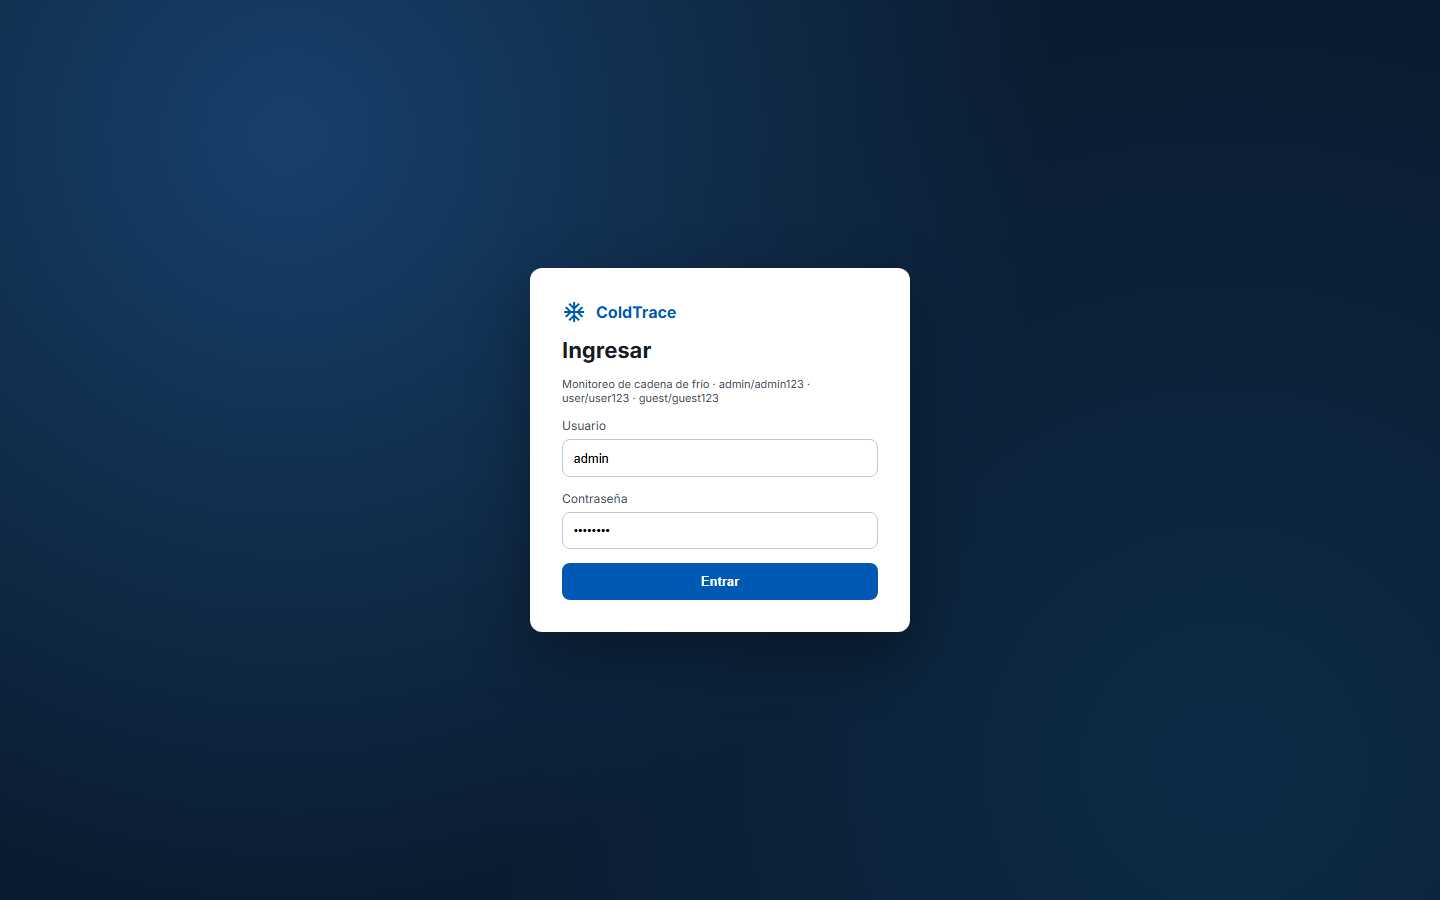 ColdTrace
Ingresar
Monitoreo de cadena de frío · admin/admin123 ·
user/user123 · guest/guest123
Usuario
admin
Contraseña
••••••••
Entrar